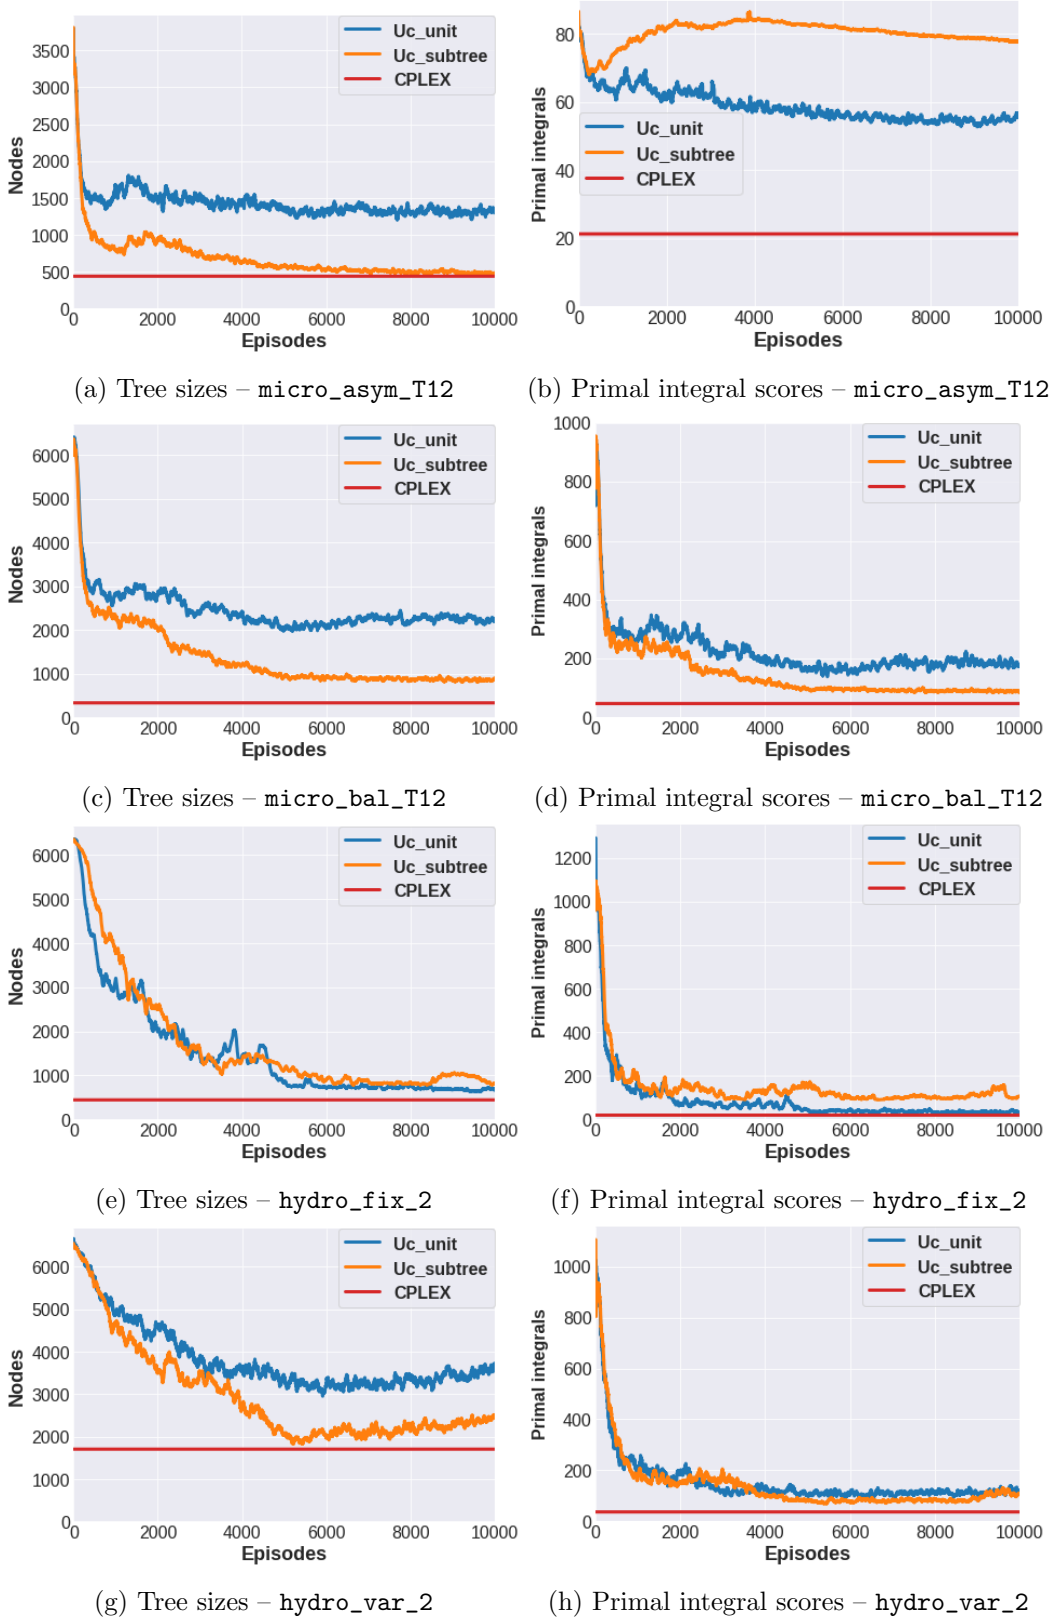 Nodes
3500
3000
2500
2000
1500
1000
500
0
0 2000 4000 6000 8000 10000
Episodes
Uc_unit
Uc_subtree
CPLEX
Primal integrals
80
60
40
20
0
0 2000 4000 6000 8000 10000
Episodes
Uc_unit
Uc_subtree
CPLEX
(a) Tree sizes – micro_asym_T12
(b) Primal integral scores – micro_asym_T12
Nodes
6000
5000
4000
3000
2000
1000
0
0 2000 4000 6000 8000 10000
Episodes
Uc_unit
Uc_subtree
CPLEX
Primal integrals
1000
800
600
400
200
0
0 2000 4000 6000 8000 10000
Episodes
Uc_unit
Uc_subtree
CPLEX
(c) Tree sizes – micro_bal_T12
(d) Primal integral scores – micro_bal_T12
Nodes
6000
5000
4000
3000
2000
1000
0
0 2000 4000 6000 8000 10000
Episodes
Uc_unit
Uc_subtree
CPLEX
Primal integrals
1200
1000
800
600
400
200
0
0 2000 4000 6000 8000 10000
Episodes
Uc_unit
Uc_subtree
CPLEX
(e) Tree sizes – hydro_fix_2
(f) Primal integral scores – hydro_fix_2
Nodes
6000
5000
4000
3000
2000
1000
0
0 2000 4000 6000 8000 10000
Episodes
Uc_unit
Uc_subtree
CPLEX
Primal integrals
1000
800
600
400
200
0
0 2000 4000 6000 8000 10000
Episodes
Uc_unit
Uc_subtree
CPLEX
(g) Tree sizes – hydro_var_2
(h) Primal integral scores – hydro_var_2